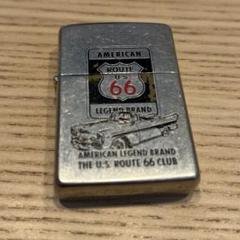 AMERICAN
ROUTE
U S
66
LEGEND BRAND
AMERICAN LEGEND BRAND
THE U.S. ROUTE 66 CLUB